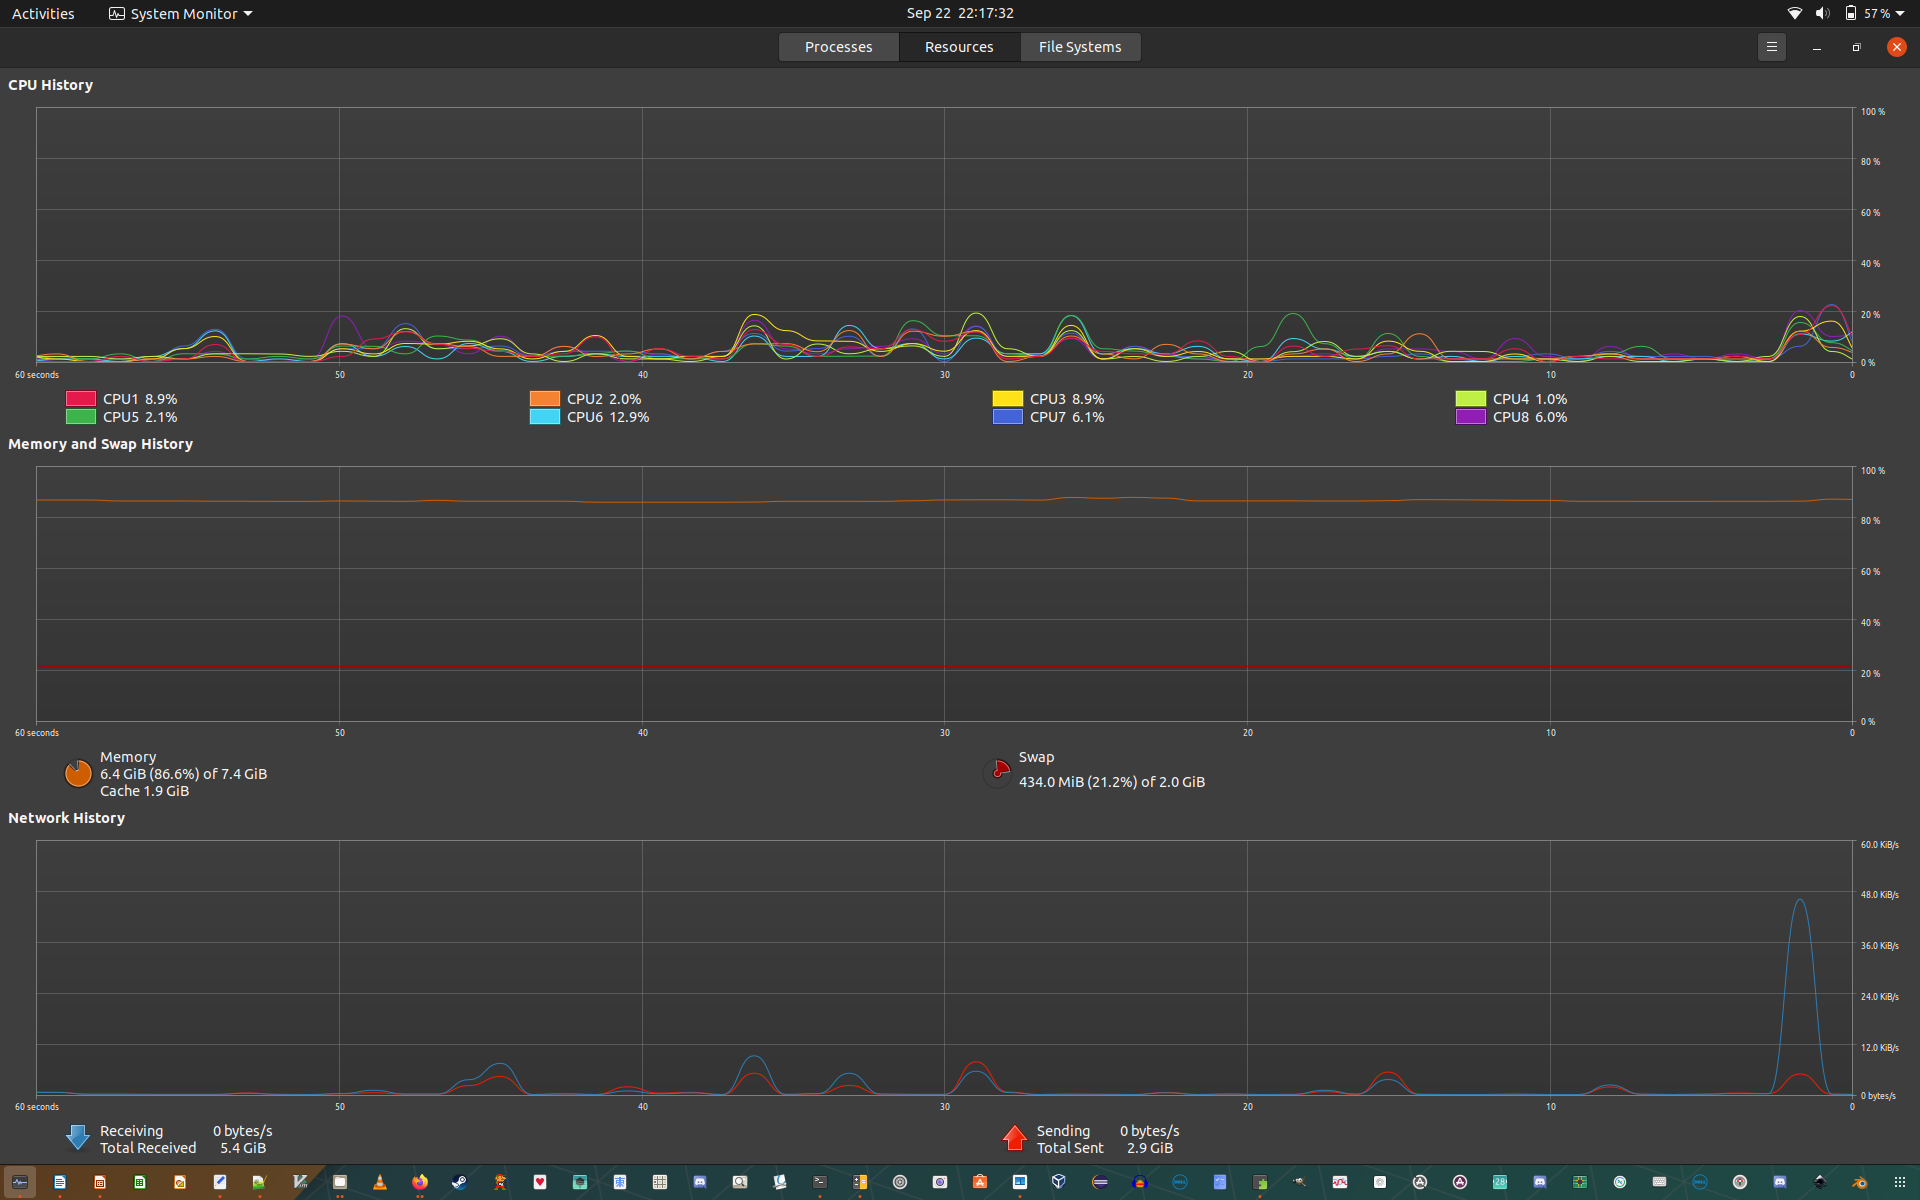 Activities System Monitor Sep 22 22:17:32 57 %
Processes Resources File Systems
CPU History
100 %
80 %
60 %
40 %
20 %
0 %
60 seconds 50 40 30 20 10 0
CPU1 8.9% CPU2 2.0% CPU3 8.9% CPU4 1.0%
CPU5 2.1% CPU6 12.9% CPU7 6.1% CPU8 6.0%
Memory and Swap History
100 %
80 %
60 %
40 %
20 %
0 %
60 seconds 50 40 30 20 10 0
Memory
6.4 GiB (86.6%) of 7.4 GiB
Cache 1.9 GiB
Swap
434.0 MiB (21.2%) of 2.0 GiB
Network History
60.0 KiB/s
48.0 KiB/s
36.0 KiB/s
24.0 KiB/s
12.0 KiB/s
0 bytes/s
60 seconds 50 40 30 20 10 0
Receiving 0 bytes/s
Total Received 5.4 GiB
Sending 0 bytes/s
Total Sent 2.9 GiB